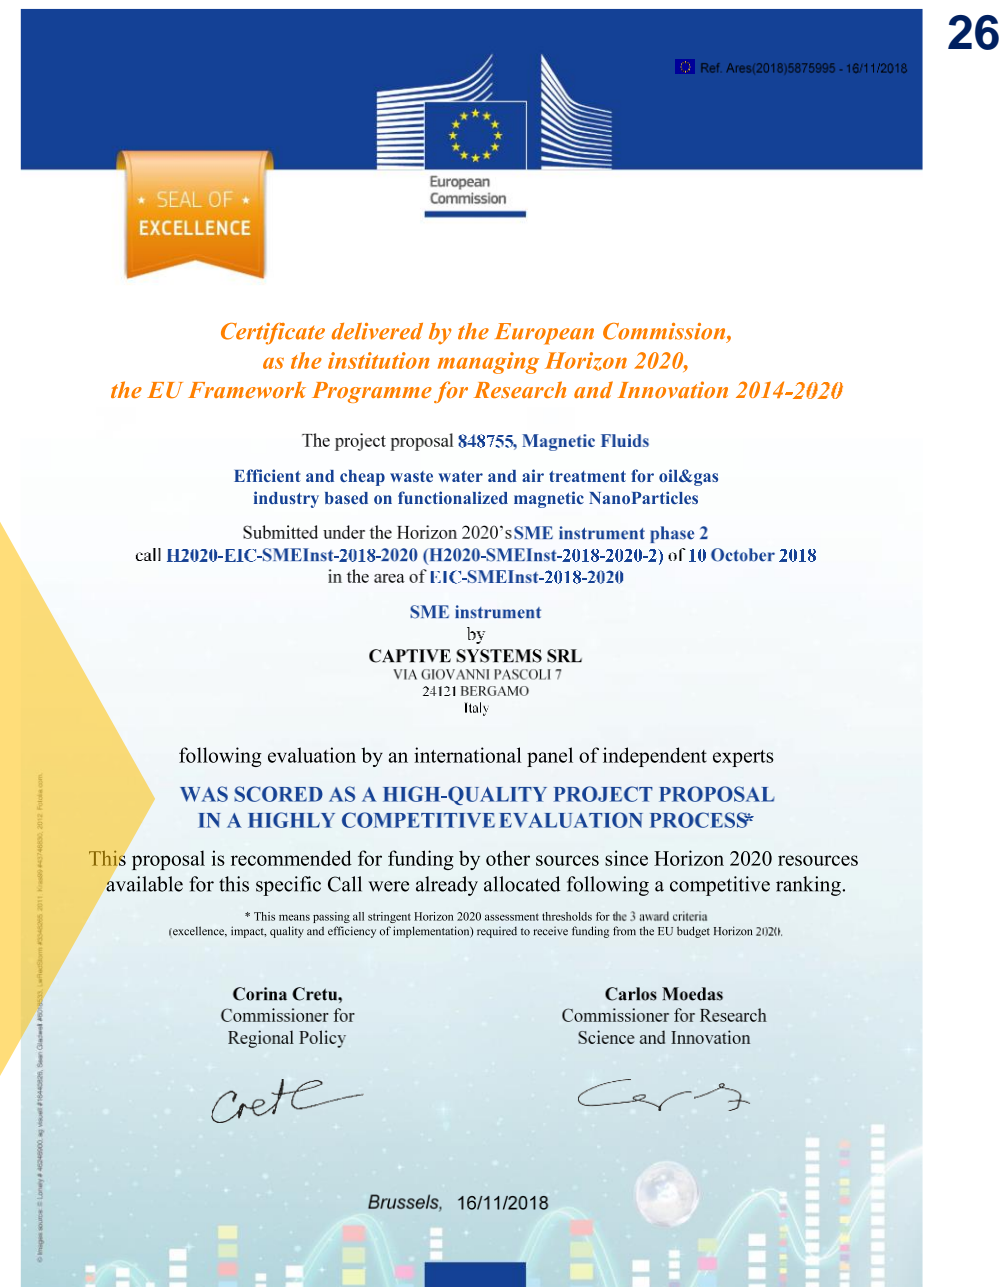 26
Ref. Ares(2018)5875995 - 16/11/2018
European
Commission
SEAL OF
EXCELLENCE
Certificate delivered by the European Commission,
as the institution managing Horizon 2020,
the EU Framework Programme for Research and Innovation 2014-2020
The project proposal 848755, Magnetic Fluids
Efficient and cheap waste water and air treatment for oil&gas
industry based on functionalized magnetic NanoParticles
Submitted under the Horizon 2020's SME instrument phase 2
call H2020-EIC-SMEInst-2018-2020 (H2020-SMEInst-2018-2020-2) of 10 October 2018
in the area of EIC-SMEInst-2018-2020
SME instrument
by
CAPTIVE SYSTEMS SRL
VIA GIOVANNI PASCOLI 7
24121 BERGAMO
Italy
following evaluation by an international panel of independent experts
WAS SCORED AS A HIGH-QUALITY PROJECT PROPOSAL
IN A HIGHLY COMPETITIVE EVALUATION PROCESS*
This proposal is recommended for funding by other sources since Horizon 2020 resources
available for this specific Call were already allocated following a competitive ranking.
* This means passing all stringent Horizon 2020 assessment thresholds for the 3 award criteria
(excellence, impact, quality and efficiency of implementation) required to receive funding from the EU budget Horizon 2020.
Corina Cretu,
Commissioner for
Regional Policy
Carlos Moedas
Commissioner for Research
Science and Innovation
Brussels, 16/11/2018